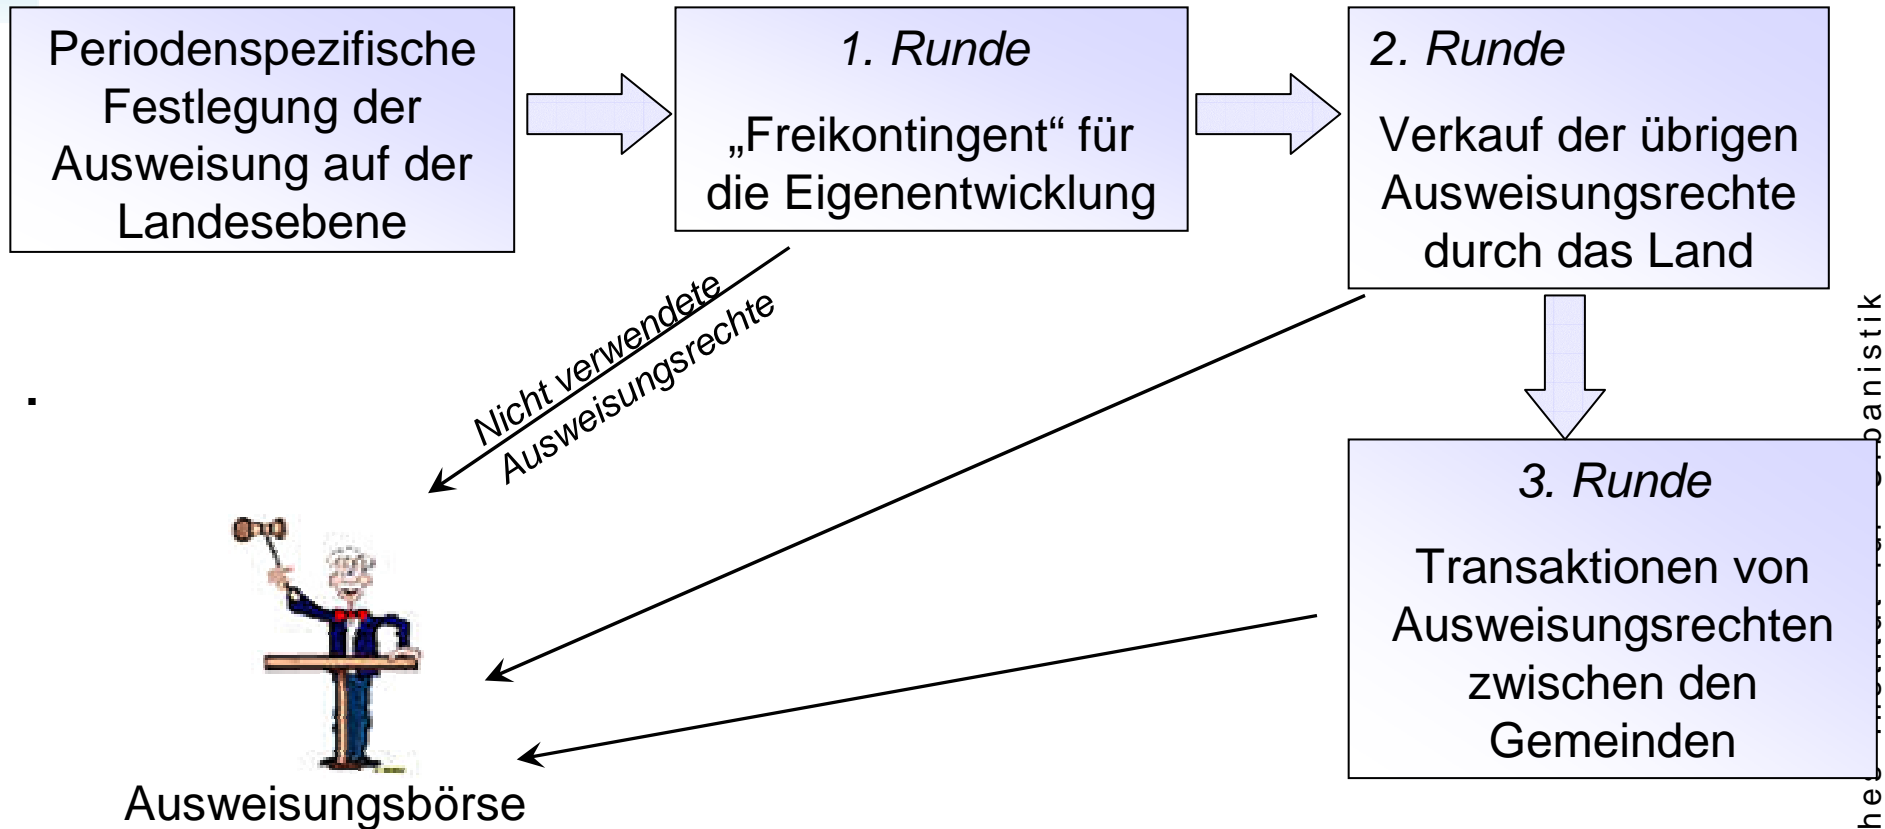 Periodenspezifische
Festlegung der
Ausweisung auf der
Landesebene
1. Runde
„Freikontingent“ für
die Eigenentwicklung
2. Runde
Verkauf der übrigen
Ausweisungsrechte
durch das Land
Nicht verwendete
Ausweisungsrechte
3. Runde
Transaktionen von
Ausweisungsrechten
zwischen den
Gemeinden
Ausweisungsbörse